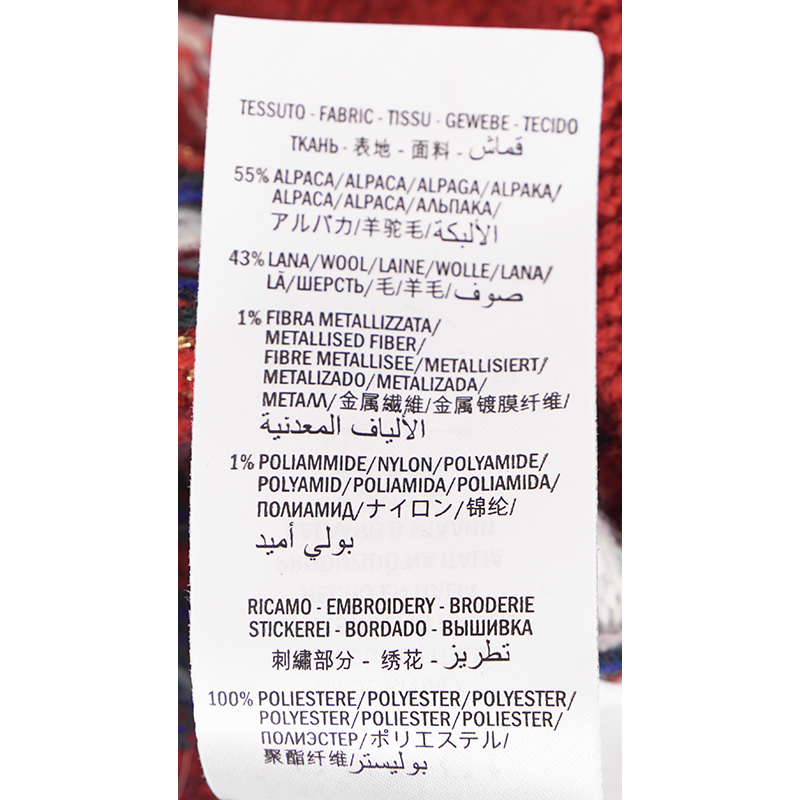 TESSUTO - FABRIC - TISSU - GEWEBE - TECIDO
ТКАНЬ - 表地 - 面料 - قماش
55% ALPACA/ALPACA/ALPAGA/ALPAKA/
ALPACA/ALPACA/АЛЬПАКА/
アルパカ/羊驼毛/الألبكة
43% LANA/WOOL/LAINE/WOLLE/LANA/
LÃ/ШЕРСТЬ/毛/羊毛/صوف
1% FIBRA METALLIZZATA/
METALLISED FIBER/
FIBRE METALLISEE/METALLISIERT/
METALIZADO/METALIZADA/
МЕТАЛЛ/金属繊維/金属镀膜纤维/
الألياف المعدنية
1% POLIAMMIDE/NYLON/POLYAMIDE/
POLYAMID/POLIAMIDA/POLIAMIDA/
ПОЛИАМИД/ナイロン/锦纶/
بولي أميد
RICAMO - EMBROIDERY - BRODERIE
STICKEREI - BORDADO - ВЫШИВКА
刺繍部分 - 绣花 - تطريز
100% POLIESTERE/POLYESTER/POLYESTER/
POLYESTER/POLIESTER/POLIESTER/
ПОЛИЭСТЕР/ポリエステル/
聚酯纤维/بوليستر